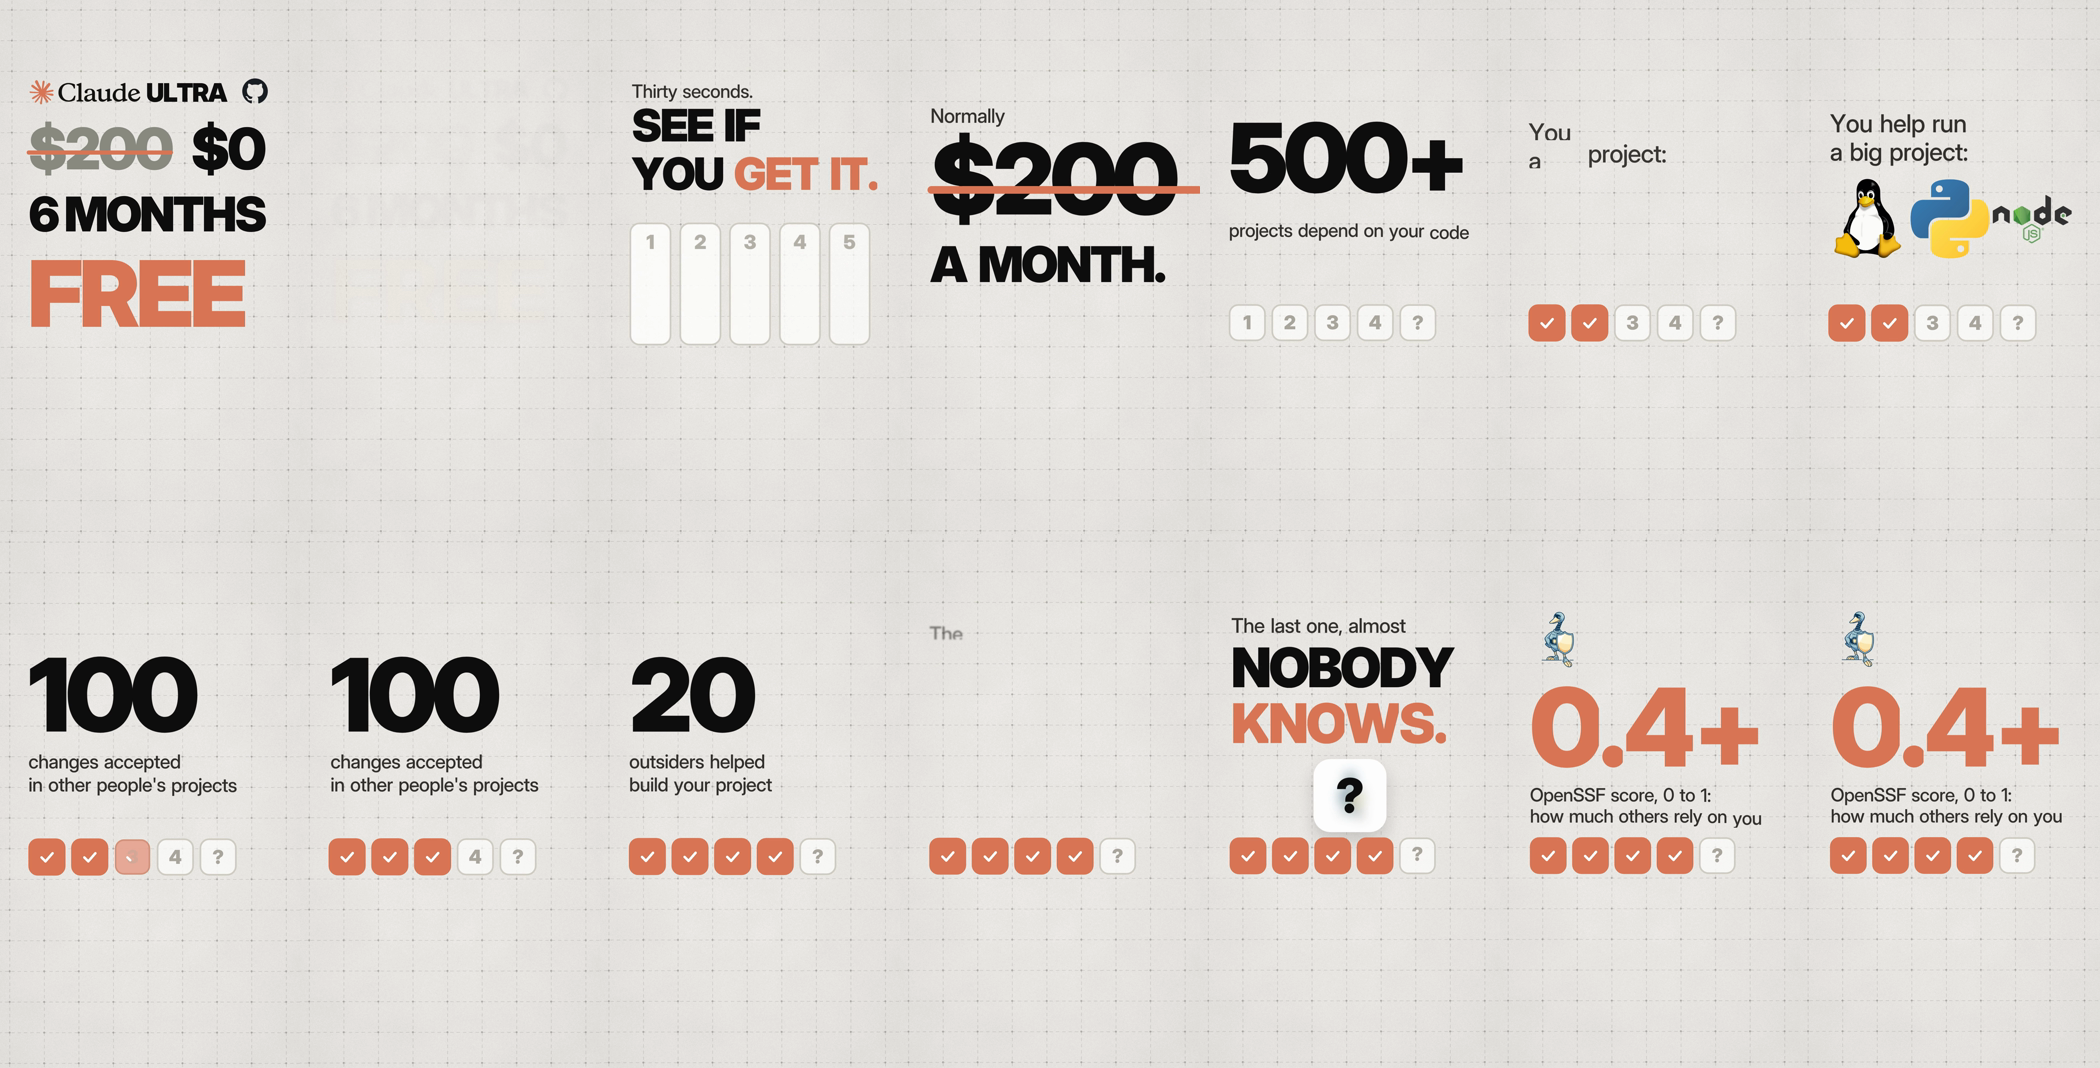 Claude ULTRA
$200 $0
6 MONTHS
FREE
Thirty seconds.
SEE IF
YOU GET IT.
1 2 3 4 5
Normally
$200
A MONTH.
500+
projects depend on your code
1 2 3 4 ?
You
a project:
3 4 ?
You help run
a big project:
node
JS
3 4 ?
100
changes accepted
in other people's projects
3 4 ?
100
changes accepted
in other people's projects
4 ?
20
outsiders helped
build your project
?
The
?
The last one, almost
NOBODY
KNOWS.
?
?
0.4+
OpenSSF score, 0 to 1:
how much others rely on you
?
0.4+
OpenSSF score, 0 to 1:
how much others rely on you
?